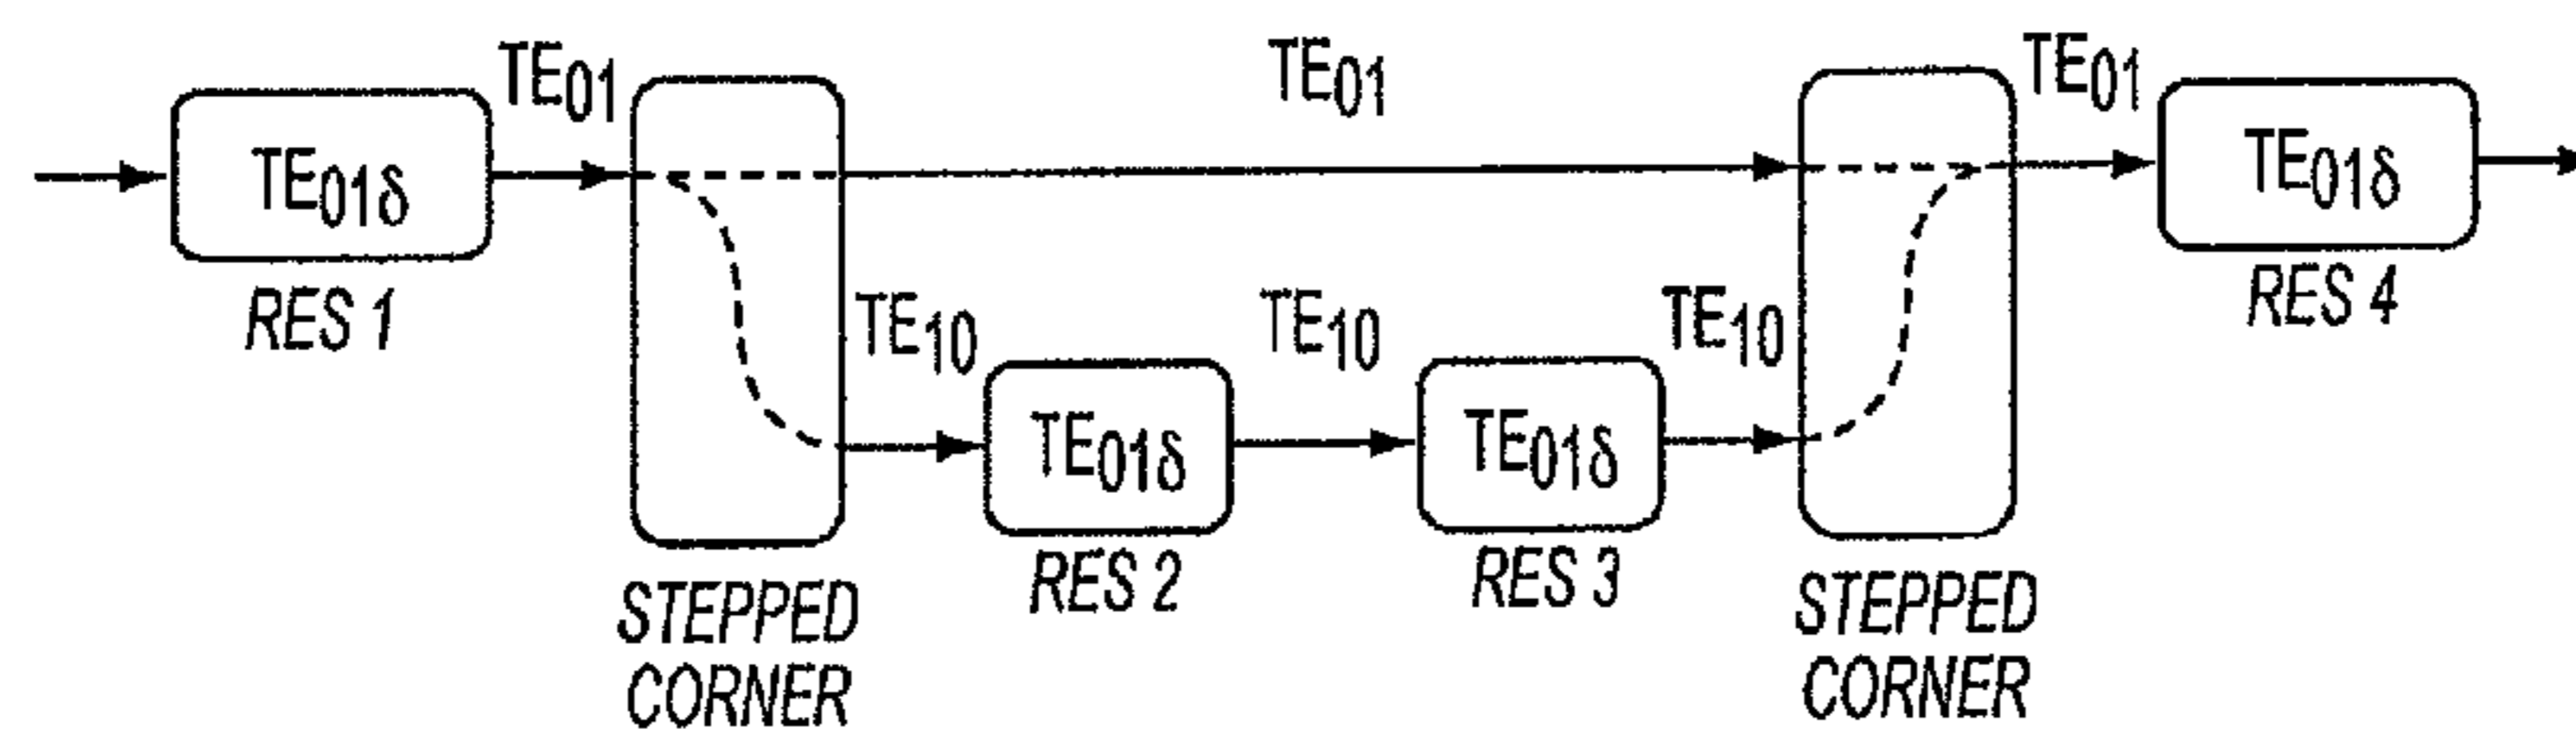 TE01
TE01
TE01
TE01δ
TE01δ
RES 1
RES 4
TE10
TE10
TE10
TE01δ
TE01δ
RES 2
RES 3
STEPPED
CORNER
STEPPED
CORNER